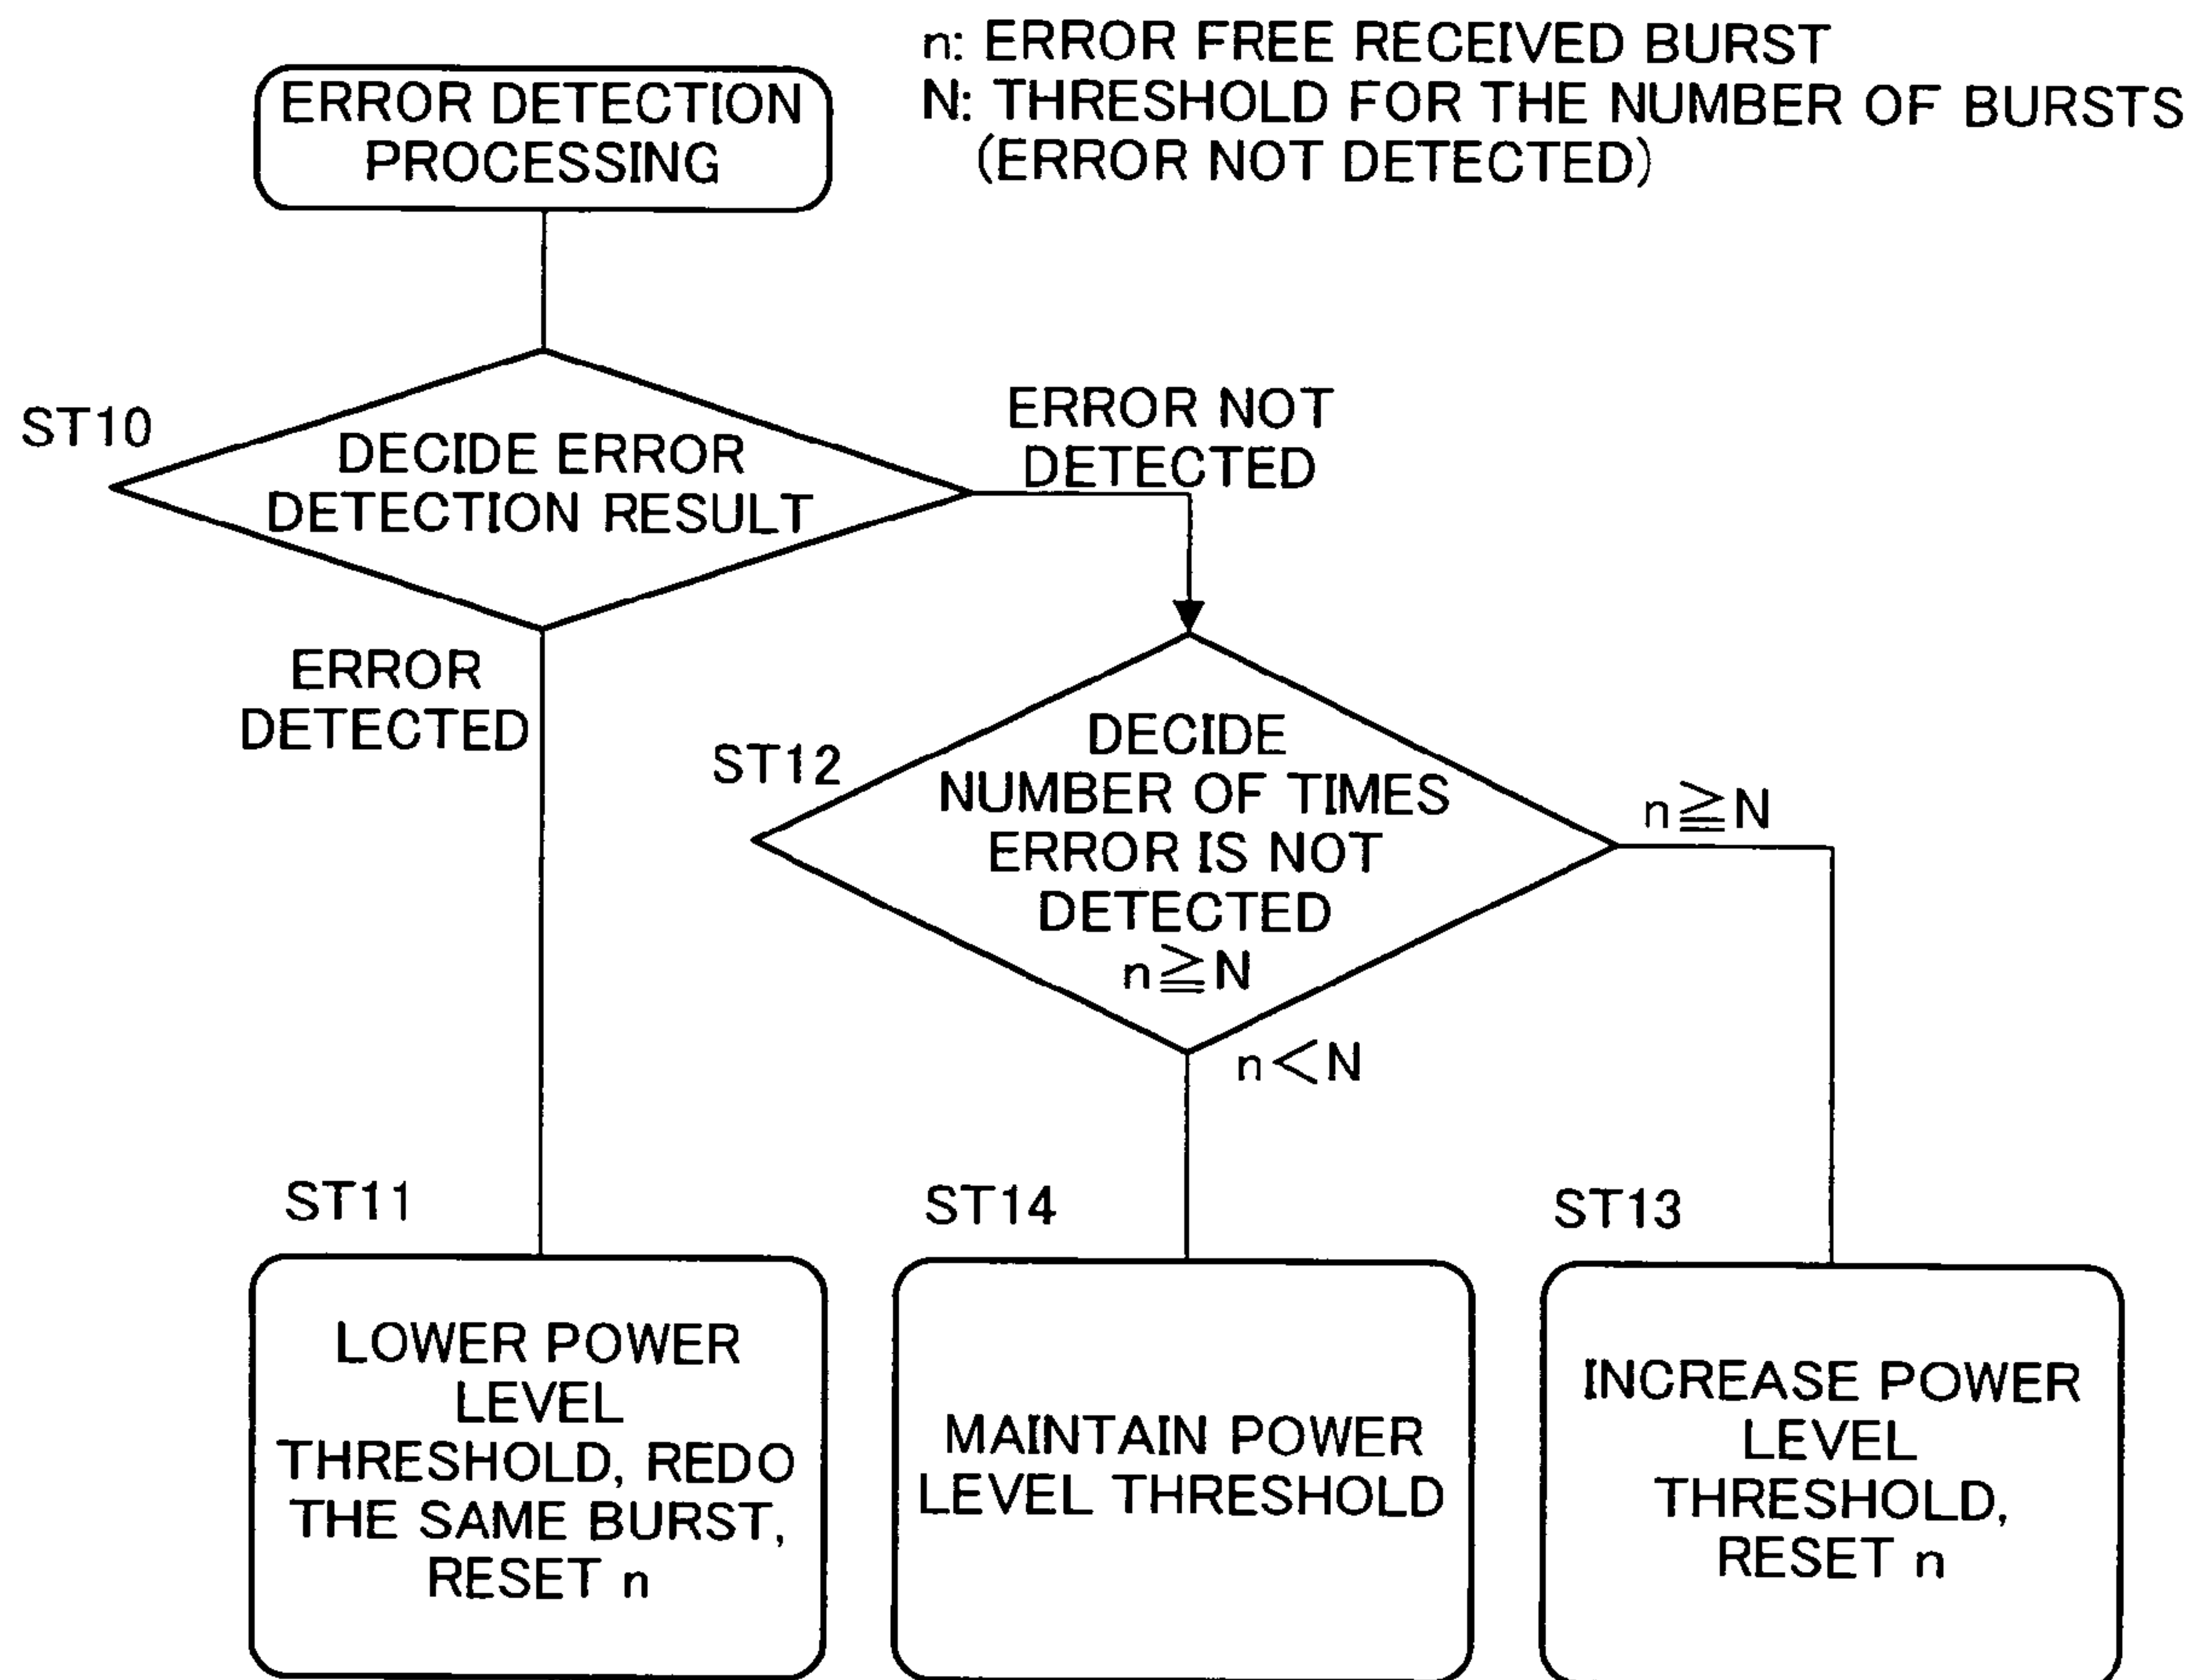 n: ERROR FREE RECEIVED BURST
N: THRESHOLD FOR THE NUMBER OF BURSTS
(ERROR NOT DETECTED)
ERROR DETECTION
PROCESSING
ST10
DECIDE ERROR
DETECTION RESULT
ERROR NOT
DETECTED
ERROR
DETECTED
ST12
DECIDE
NUMBER OF TIMES
ERROR IS NOT
DETECTED
n≧N
n≧N
n<N
ST11
LOWER POWER
LEVEL
THRESHOLD, REDO
THE SAME BURST,
RESET n
ST14
MAINTAIN POWER
LEVEL THRESHOLD
ST13
INCREASE POWER
LEVEL
THRESHOLD,
RESET n